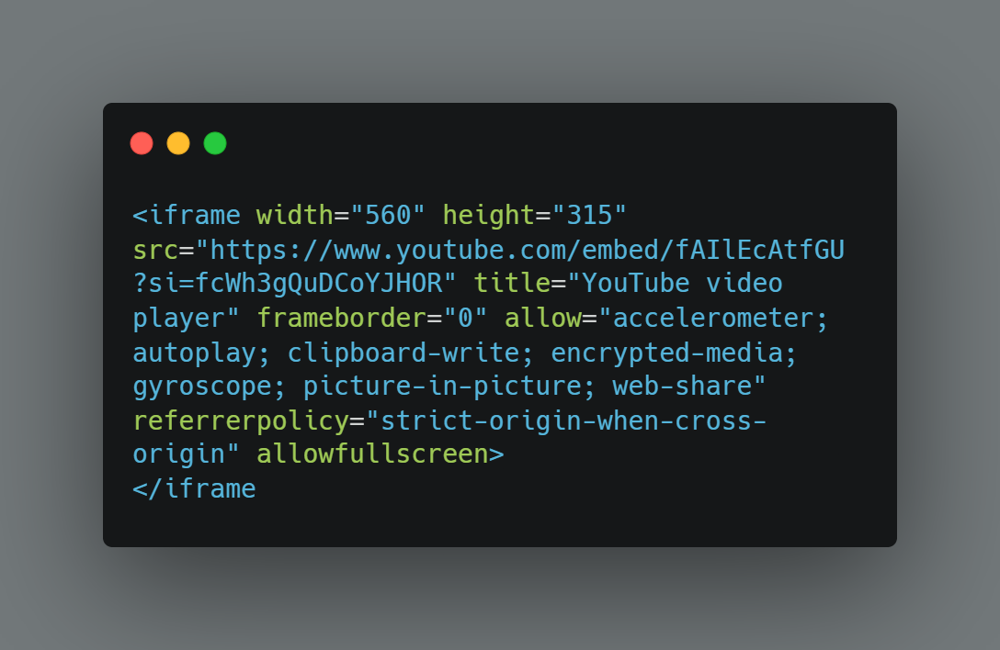 <iframe width="560" height="315"
src="https://www.youtube.com/embed/fAIlEcAtfGU
?si=fcWh3gQuDCoYJHOR" title="YouTube video
player" frameborder="0" allow="accelerometer;
autoplay; clipboard-write; encrypted-media;
gyroscope; picture-in-picture; web-share"
referrerpolicy="strict-origin-when-cross-
origin" allowfullscreen>
</iframe